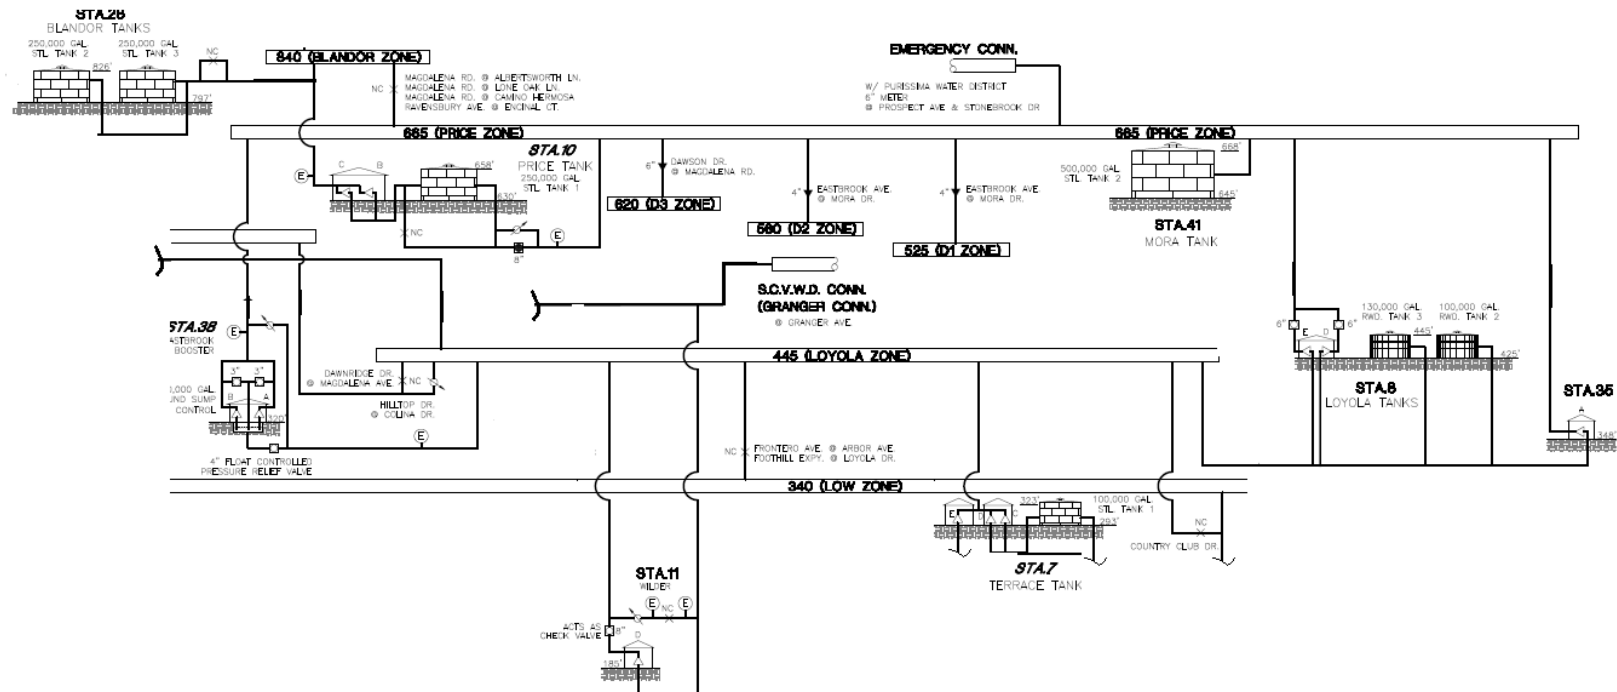 STA.28
BLANDOR TANKS
250,000 GAL.
STL TANK 2
250,000 GAL.
STL TANK 3
NC
826'
797'
840 (BLANDOR ZONE)
NC
MAGDALENA RD. @ ALBERTSWORTH LN.
MAGDALENA RD. @ LONE OAK LN.
MAGDALENA RD. @ CAMINO HERMOSA
RAVENSBURY AVE. @ ENCINAL CT.
EMERGENCY CONN.
W/ PURISSIMA WATER DISTRICT
6" METER
@ PROSPECT AVE & STONEBROOK DR
665 (PRICE ZONE)
665 (PRICE ZONE)
STA.10
PRICE TANK
250,000 GAL.
STL TANK 1
E
C
B
658'
630'
NC
E
8"
6"
DAWSON DR.
@ MAGDALENA RD.
620 (D3 ZONE)
4"
EASTBROOK AVE.
@ MORA DR.
560 (D2 ZONE)
4"
EASTBROOK AVE.
@ MORA DR.
525 (D1 ZONE)
500,000 GAL.
STL TANK 2
668'
645'
STA.41
MORA TANK
S.C.V.W.D. CONN.
(GRANGER CONN.)
@ GRANGER AVE
STA.38
ASTBROOK
BOOSTER
E
3"
3"
,000 GAL.
UND SUMP
CONTROL
B
A
320'
4" FLOAT CONTROLLED
PRESSURE RELIEF VALVE
E
445 (LOYOLA ZONE)
DAWNRIDGE DR.
@ MAGDALENA AVE.
NC
HILLTOP DR.
@ COLINA DR.
NC
FRONTERO AVE. @ ARBOR AVE.
FOOTHILL EXPY. @ LOYOLA DR.
6"
E
D
6"
130,000 GAL.
RWD. TANK 3
100,000 GAL.
RWD. TANK 2
445'
425'
STA.8
LOYOLA TANKS
STA.35
A
348'
340 (LOW ZONE)
E
D
C
323'
100,000 GAL.
STL TANK 1
293'
STA.7
TERRACE TANK
NC
COUNTRY CLUB DR.
STA.11
WILDER
E
NC
E
ACTS AS
CHECK VALVE
8"
D
185'